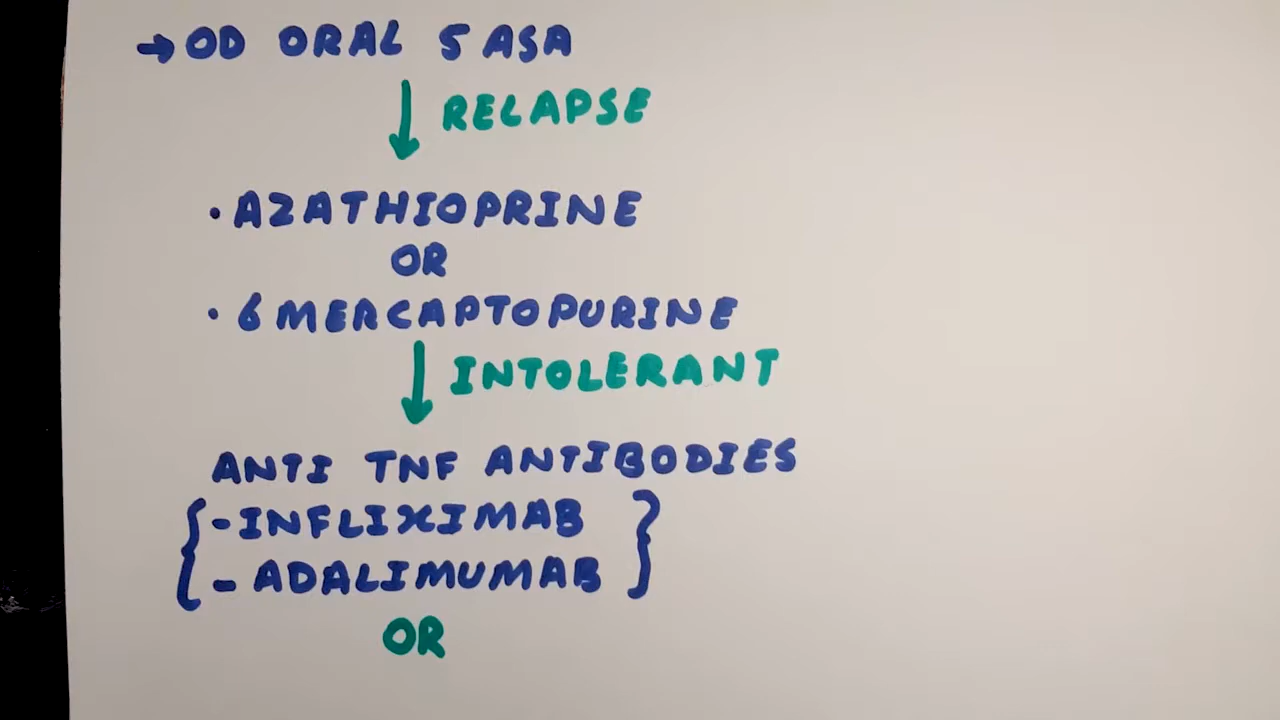 → OD ORAL 5 ASA
↓ RELAPSE
· AZATHIOPRINE
OR
· 6 MERCAPTOPURINE
↓ INTOLERANT
ANTI TNF ANTIBODIES
{ - INFLIXIMAB }
- ADALIMUMAB
OR